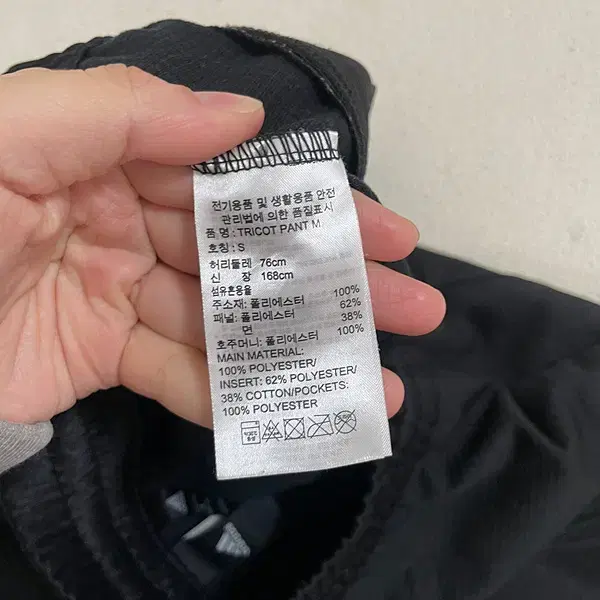 전기용품 및 생활용품 안전
관리법에 의한 품질표시
품 명 : TRICOT PANT M
호칭 : S
허리둘레 76cm
신 장 168cm
섬유혼용율
주소재: 폴리에스터 100%
패널: 폴리에스터 62%
면 38%
호주머니: 폴리에스터 100%
MAIN MATERIAL:
100% POLYESTER/
INSERT: 62% POLYESTER/
38% COTTON/POCKETS:
100% POLYESTER